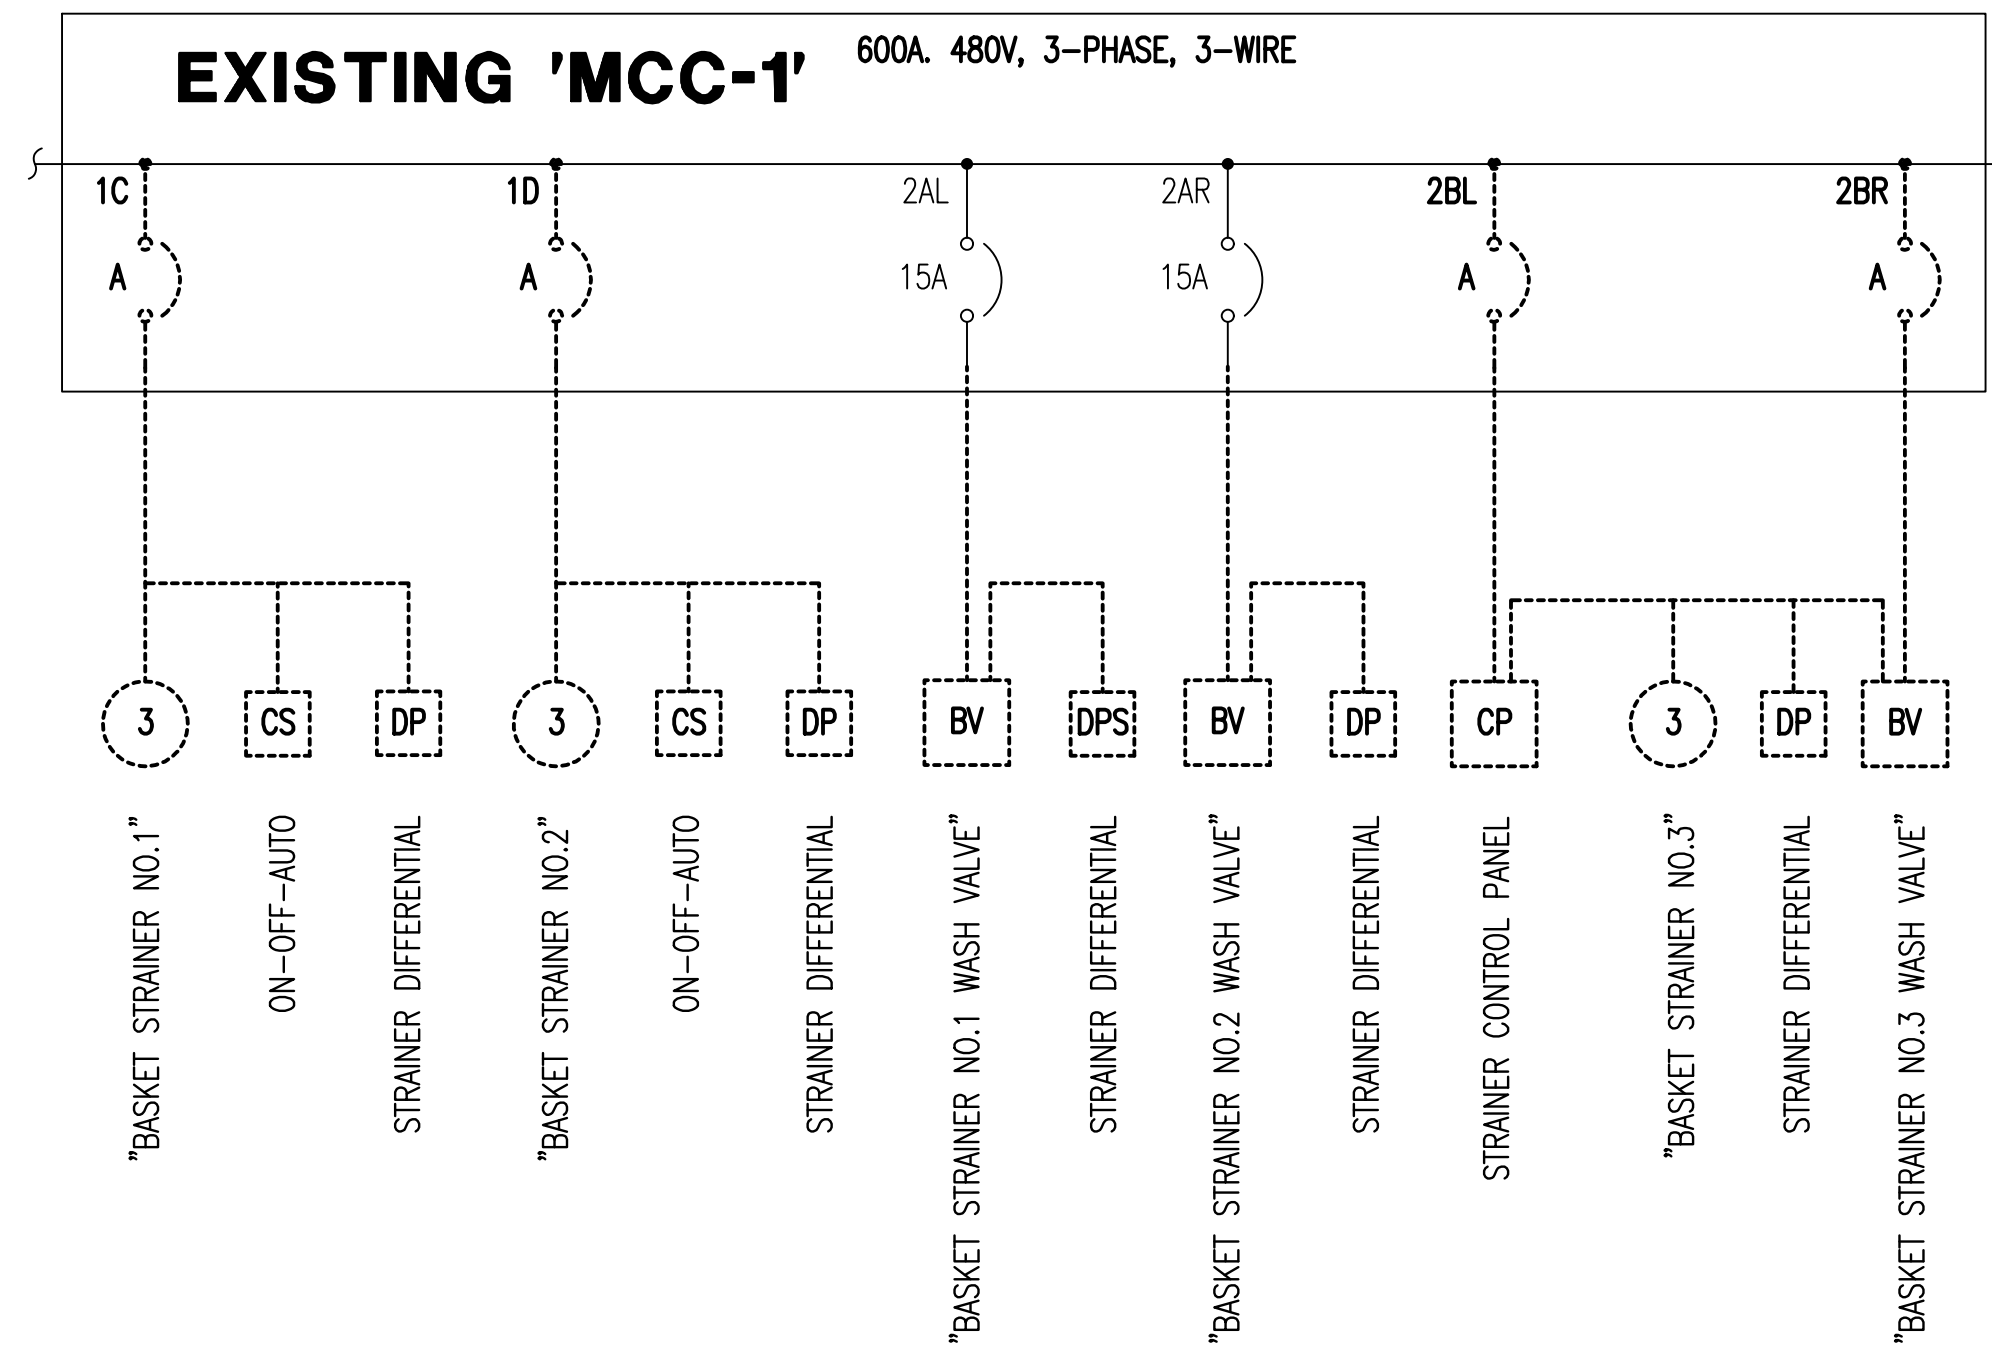 EXISTING 'MCC-1'
600A. 480V, 3-PHASE, 3-WIRE
1C
1D
2AL
2AR
2BL
2BR
A
A
15A
15A
A
A
3
CS
DP
3
CS
DP
BV
DPS
BV
DP
CP
3
DP
BV
"BASKET STRAINER NO.1"
ON-OFF-AUTO
STRAINER DIFFERENTIAL
"BASKET STRAINER NO.2"
ON-OFF-AUTO
STRAINER DIFFERENTIAL
"BASKET STRAINER NO.1 WASH VALVE"
STRAINER DIFFERENTIAL
"BASKET STRAINER NO.2 WASH VALVE"
STRAINER DIFFERENTIAL
STRAINER CONTROL PANEL
"BASKET STRAINER NO.3"
STRAINER DIFFERENTIAL
"BASKET STRAINER NO.3 WASH VALVE"